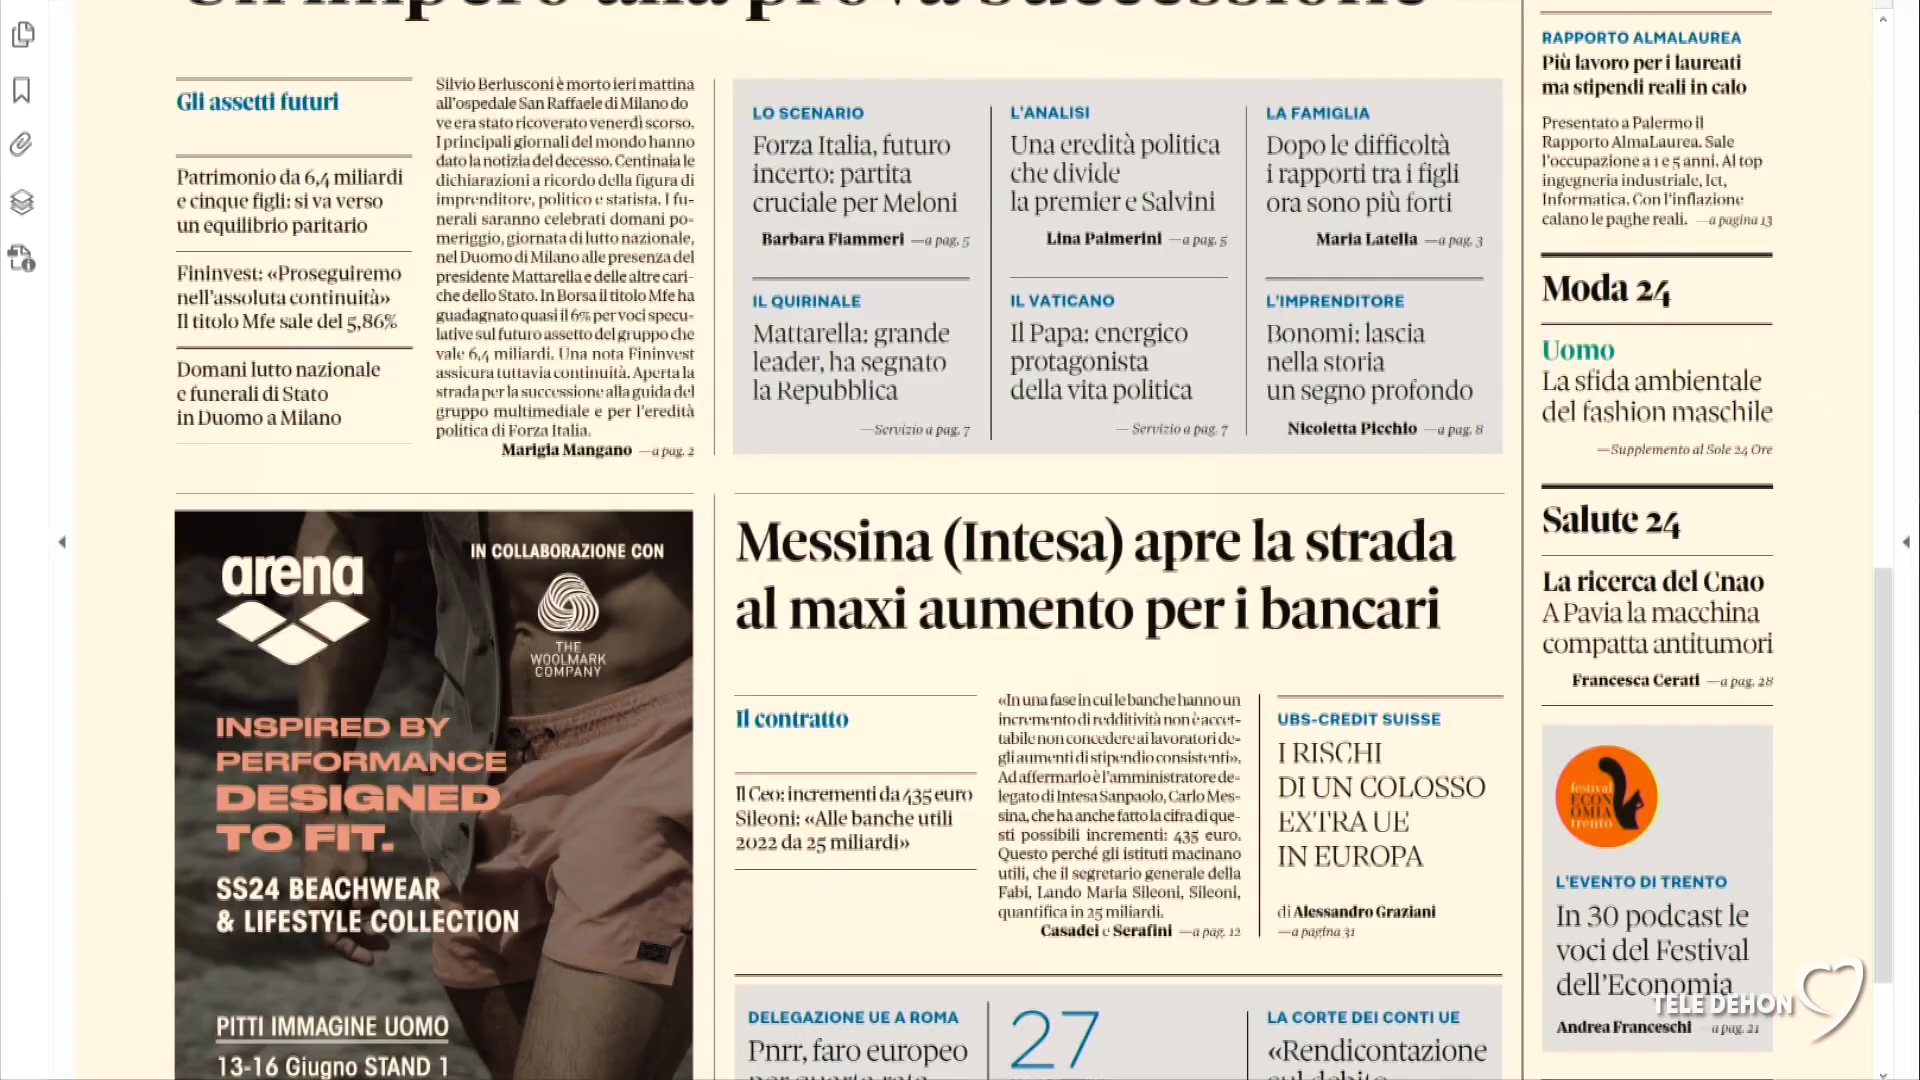 Un impero alla prova successione
Gli assetti futuri
Patrimonio da 6,4 miliardi
e cinque figli: si va verso
un equilibrio paritario
Fininvest: «Proseguiremo
nell'assoluta continuità»
Il titolo Mfe sale del 5,86%
Domani lutto nazionale
e funerali di Stato
in Duomo a Milano
Silvio Berlusconi è morto ieri mattina
all'ospedale San Raffaele di Milano do
ve era stato ricoverato venerdì scorso.
I principali giornali del mondo hanno
dato la notizia del decesso. Centinaia le
dichiarazioni a ricordo della figura di
imprenditore, politico e statista. I fu-
nerali saranno celebrati domani po-
meriggio, giornata di lutto nazionale,
nel Duomo di Milano alle presenza del
presidente Mattarella e delle altre cari-
che dello Stato. In Borsa il titolo Mfe ha
guadagnato quasi il 6% per voci specu-
lative sul futuro assetto del gruppo che
vale 6,4 miliardi. Una nota Fininvest
assicura tuttavia continuità. Aperta la
strada per la successione alla guida del
gruppo multimediale e per l'eredità
politica di Forza Italia.
Marigia Mangano —a pag. 2
LO SCENARIO
Forza Italia, futuro
incerto: partita
cruciale per Meloni
Barbara Fiammeri —a pag. 5
L'ANALISI
Una eredità politica
che divide
la premier e Salvini
Lina Palmerini —a pag. 5
LA FAMIGLIA
Dopo le difficoltà
i rapporti tra i figli
ora sono più forti
Maria Latella —a pag. 3
IL QUIRINALE
Mattarella: grande
leader, ha segnato
la Repubblica
—Servizio a pag. 7
IL VATICANO
Il Papa: energico
protagonista
della vita politica
— Servizio a pag. 7
L'IMPRENDITORE
Bonomi: lascia
nella storia
un segno profondo
Nicoletta Picchio —a pag. 8
arena
IN COLLABORAZIONE CON
THE
WOOLMARK
COMPANY
INSPIRED BY
PERFORMANCE
DESIGNED
TO FIT.
SS24 BEACHWEAR
& LIFESTYLE COLLECTION
PITTI IMMAGINE UOMO
13-16 Giugno STAND 1
Messina (Intesa) apre la strada
al maxi aumento per i bancari
Il contratto
Il Ceo: incrementi da 435 euro
Sileoni: «Alle banche utili
2022 da 25 miliardi»
«In una fase in cui le banche hanno un
incremento di redditività non è accet-
tabile non concedere ai lavoratori de-
gli aumenti di stipendio consistenti».
Ad affermarlo è l'amministratore de-
legato di Intesa Sanpaolo, Carlo Mes-
sina, che ha anche fatto la cifra di que-
sti possibili incrementi: 435 euro.
Questo perché gli istituti macinano
utili, che il segretario generale della
Fabi, Lando Maria Sileoni, Sileoni,
quantifica in 25 miliardi.
Casadei e Serafini —a pag. 12
UBS-CREDIT SUISSE
I RISCHI
DI UN COLOSSO
EXTRA UE
IN EUROPA
di Alessandro Graziani
—a pagina 31
DELEGAZIONE UE A ROMA
Pnrr, faro europeo
27
LA CORTE DEI CONTI UE
«Rendicontazione
RAPPORTO ALMALAUREA
Più lavoro per i laureati
ma stipendi reali in calo
Presentato a Palermo il
Rapporto AlmaLaurea. Sale
l'occupazione a 1 e 5 anni. Al top
ingegneria industriale, Ict,
Informatica. Con l'inflazione
calano le paghe reali. —a pagina 13
Moda 24
Uomo
La sfida ambientale
del fashion maschile
—Supplemento al Sole 24 Ore
Salute 24
La ricerca del Cnao
A Pavia la macchina
compatta antitumori
Francesca Cerati —a pag. 28
festival
ECON
OMIA
trento
L'EVENTO DI TRENTO
In 30 podcast le
voci del Festival
dell'Economia
Andrea Franceschi a pag. 21
TELE DEHON